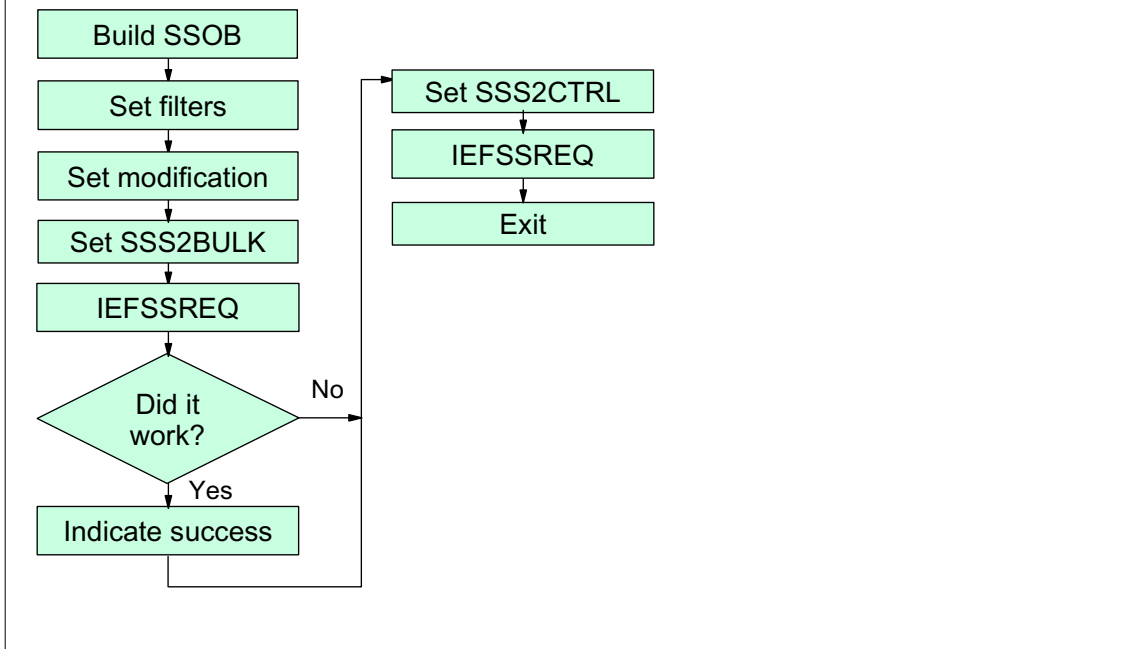 Build SSOB
Set filters
Set modification
Set SSS2BULK
IEFSSREQ
Did it
work?
No
Yes
Indicate success
Set SSS2CTRL
IEFSSREQ
Exit